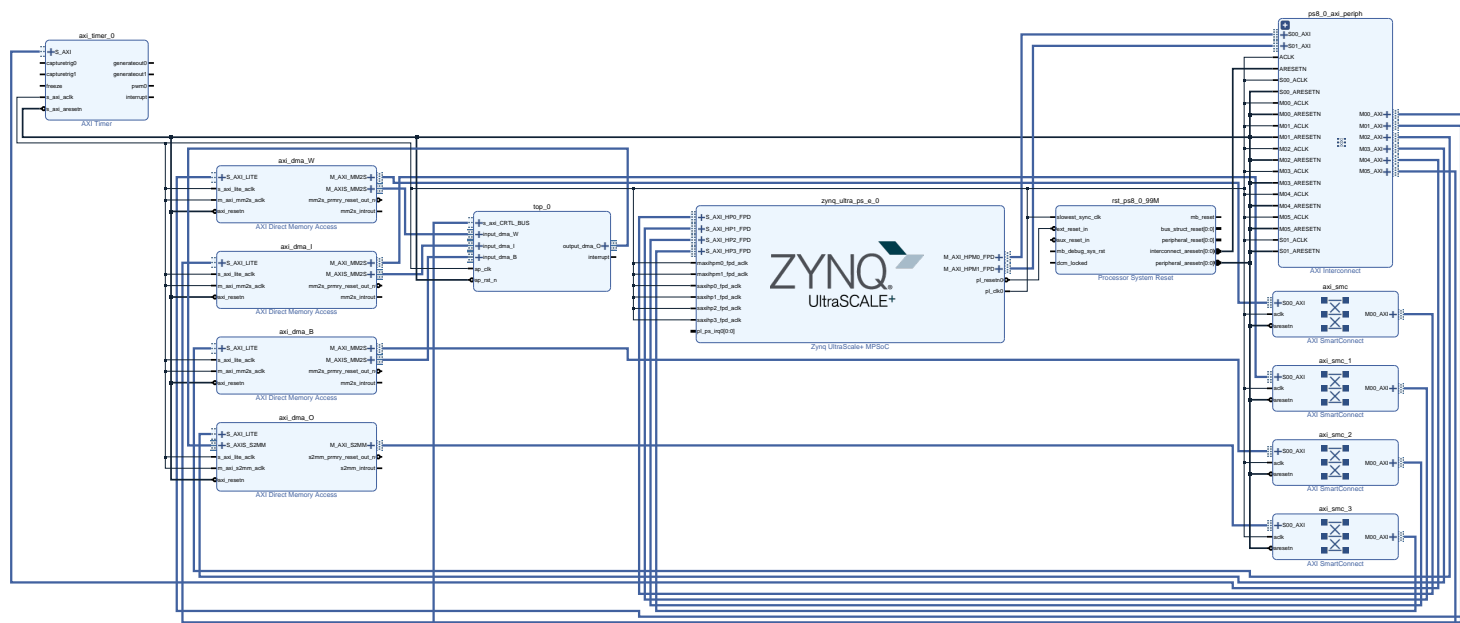 axi_timer_0
S_AXI
capturetrig0
capturetrig1
freeze
s_axi_aclk
s_axi_aresetn
generateout0
generateout1
pwm0
interrupt
AXI Timer
axi_dma_W
S_AXI_LITE
s_axi_lite_aclk
m_axi_mm2s_aclk
axi_resetn
M_AXI_MM2S
M_AXIS_MM2S
mm2s_prmry_reset_out_n
mm2s_introut
AXI Direct Memory Access
axi_dma_I
S_AXI_LITE
s_axi_lite_aclk
m_axi_mm2s_aclk
axi_resetn
M_AXI_MM2S
M_AXIS_MM2S
mm2s_prmry_reset_out_n
mm2s_introut
AXI Direct Memory Access
axi_dma_B
S_AXI_LITE
s_axi_lite_aclk
m_axi_mm2s_aclk
axi_resetn
M_AXI_MM2S
M_AXIS_MM2S
mm2s_prmry_reset_out_n
mm2s_introut
AXI Direct Memory Access
axi_dma_O
S_AXI_LITE
S_AXIS_S2MM
s_axi_lite_aclk
m_axi_s2mm_aclk
axi_resetn
M_AXI_S2MM
s2mm_prmry_reset_out_n
s2mm_introut
AXI Direct Memory Access
top_0
s_axi_CRTL_BUS
input_dma_W
input_dma_I
input_dma_B
ap_clk
ap_rst_n
output_dma_O
interrupt
zynq_ultra_ps_e_0
S_AXI_HP0_FPD
S_AXI_HP1_FPD
S_AXI_HP2_FPD
S_AXI_HP3_FPD
maxihpm0_fpd_aclk
maxihpm1_fpd_aclk
saxihp0_fpd_aclk
saxihp1_fpd_aclk
saxihp2_fpd_aclk
saxihp3_fpd_aclk
pl_ps_irq0[0:0]
ZYNQ.
UltraSCALE+
M_AXI_HPM0_FPD
M_AXI_HPM1_FPD
pl_resetn0
pl_clk0
Zynq UltraScale+ MPSoC
rst_ps8_0_99M
slowest_sync_clk
ext_reset_in
aux_reset_in
mb_debug_sys_rst
dcm_locked
mb_reset
bus_struct_reset[0:0]
peripheral_reset[0:0]
interconnect_aresetn[0:0]
peripheral_aresetn[0:0]
Processor System Reset
ps8_0_axi_periph
S00_AXI
S01_AXI
ACLK
ARESETN
S00_ACLK
S00_ARESETN
M00_ACLK
M00_ARESETN
M01_ACLK
M01_ARESETN
M02_ACLK
M02_ARESETN
M03_ACLK
M03_ARESETN
M04_ACLK
M04_ARESETN
M05_ACLK
M05_ARESETN
S01_ACLK
S01_ARESETN
M00_AXI
M01_AXI
M02_AXI
M03_AXI
M04_AXI
M05_AXI
AXI Interconnect
axi_smc
S00_AXI
aclk
aresetn
M00_AXI
AXI SmartConnect
axi_smc_1
S00_AXI
aclk
aresetn
M00_AXI
AXI SmartConnect
axi_smc_2
S00_AXI
aclk
aresetn
M00_AXI
AXI SmartConnect
axi_smc_3
S00_AXI
aclk
aresetn
M00_AXI
AXI SmartConnect